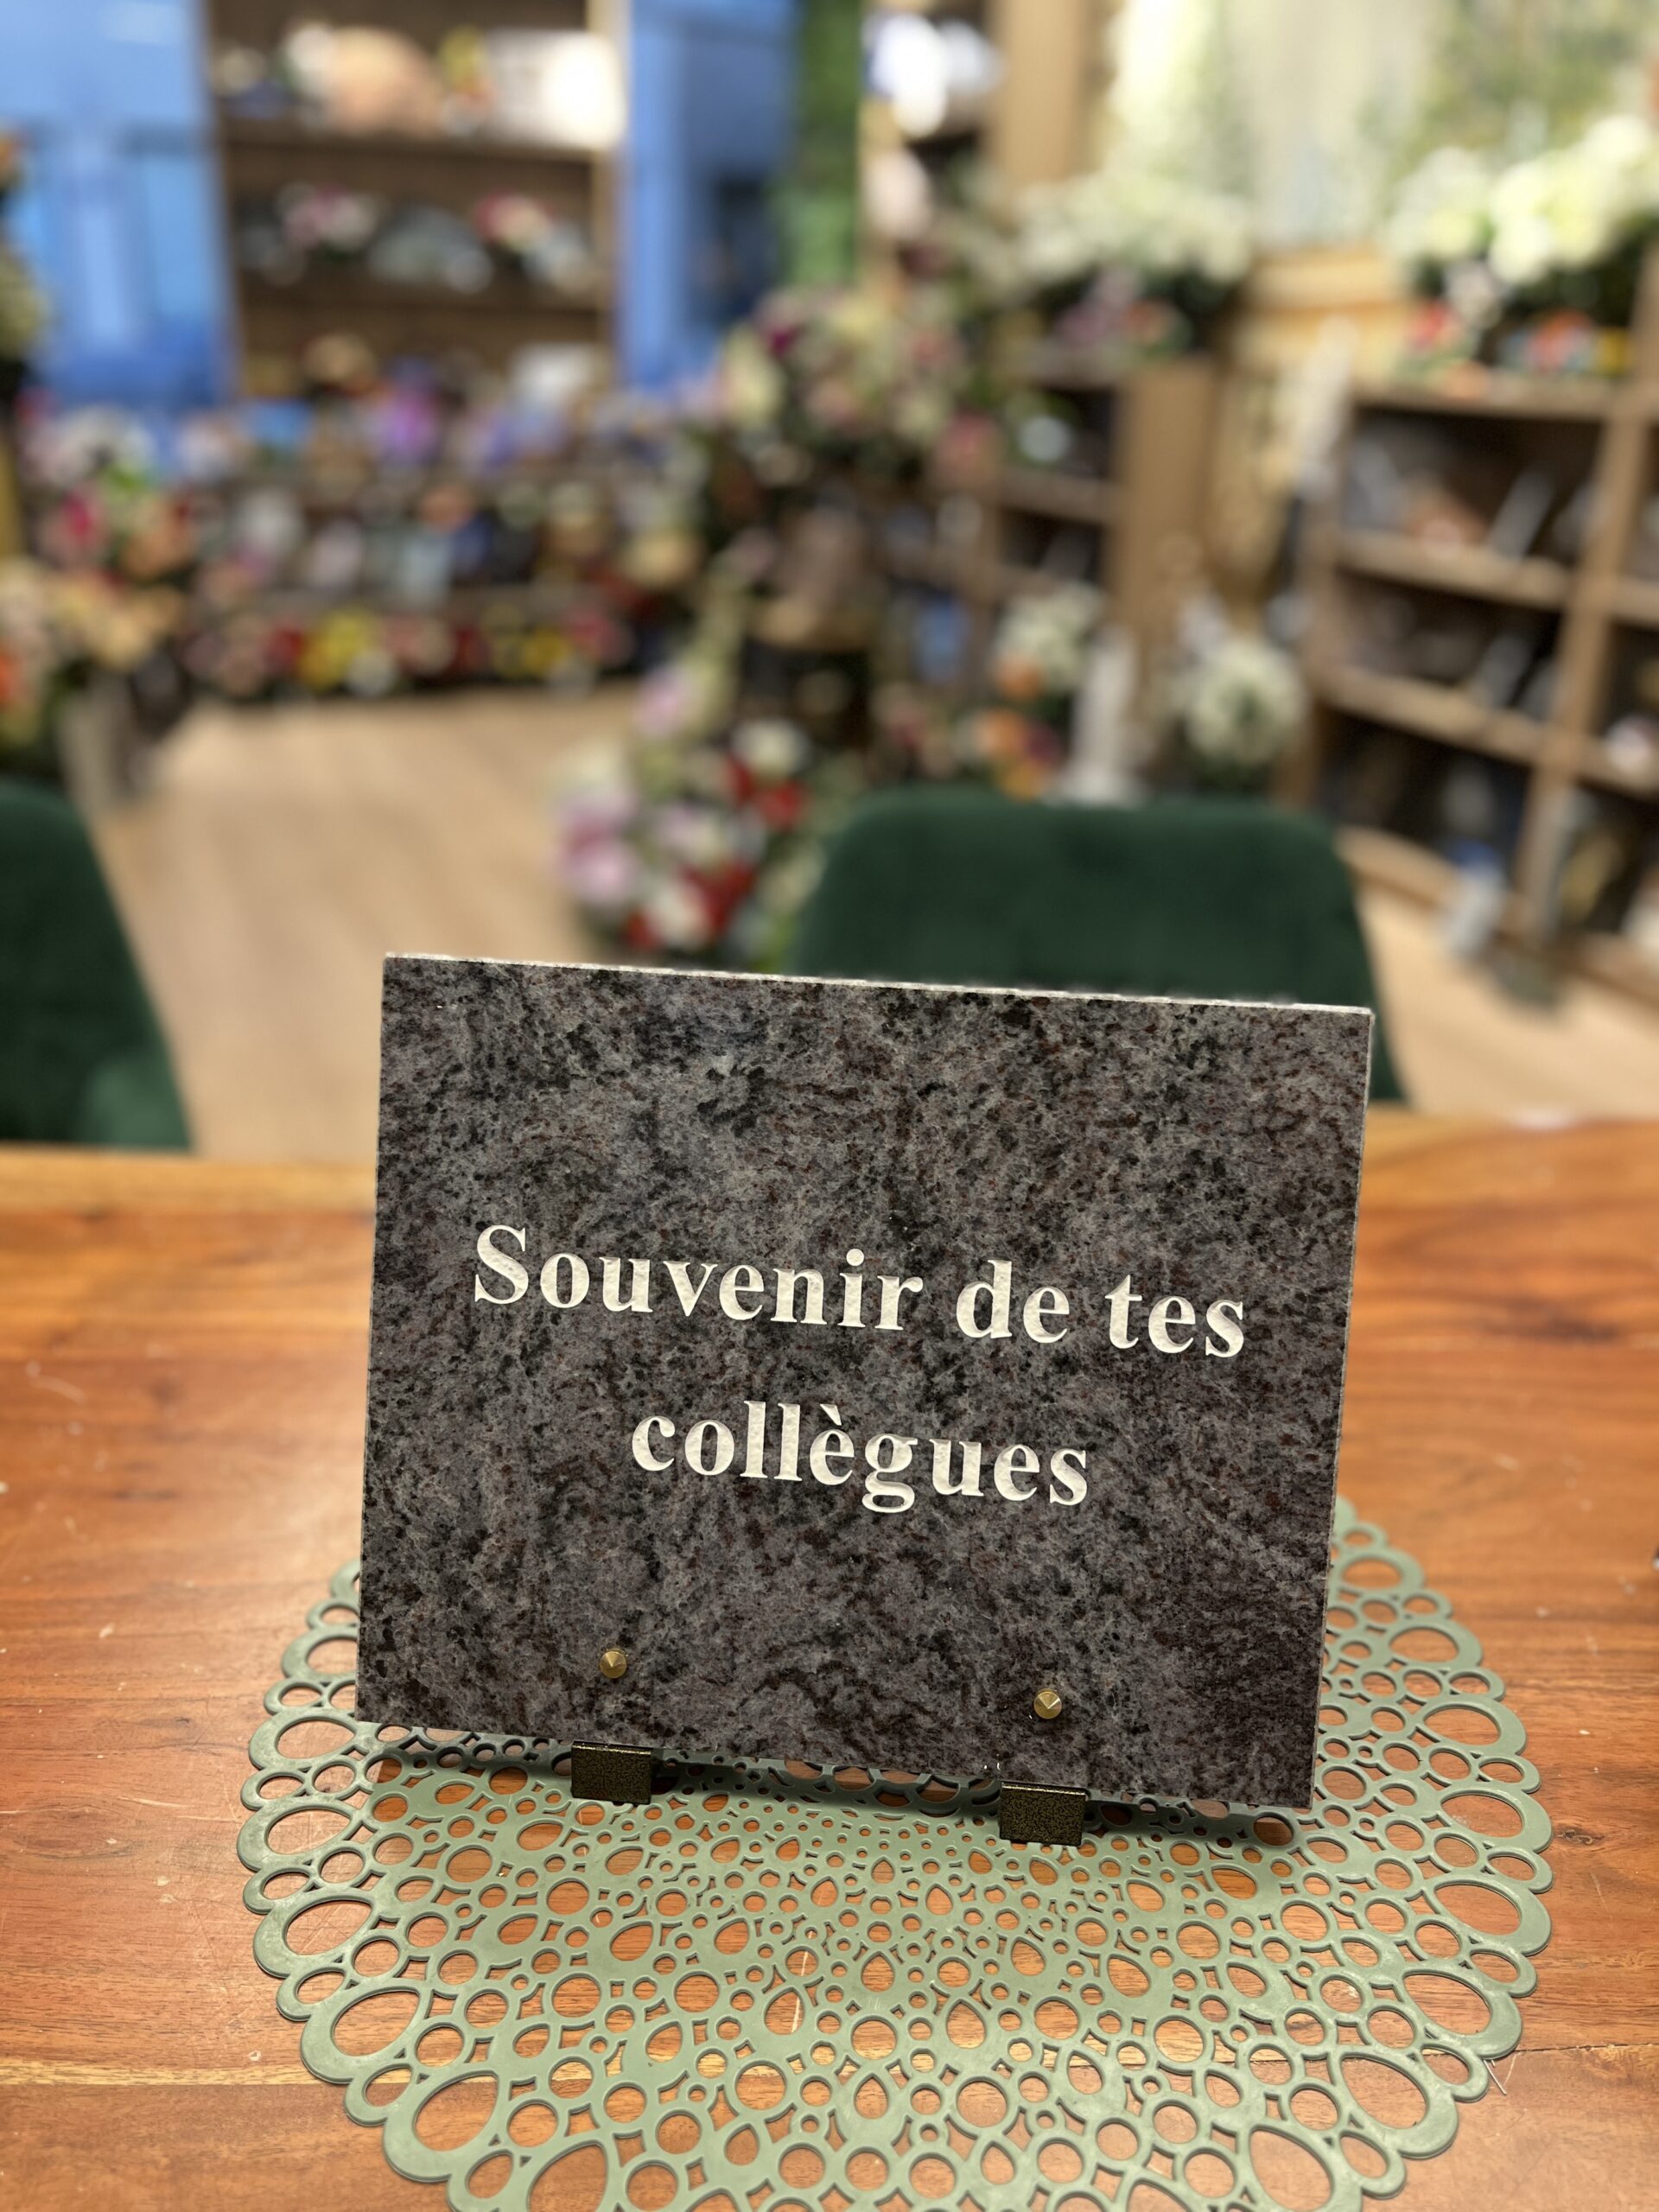 Souvenir de tes
collègues